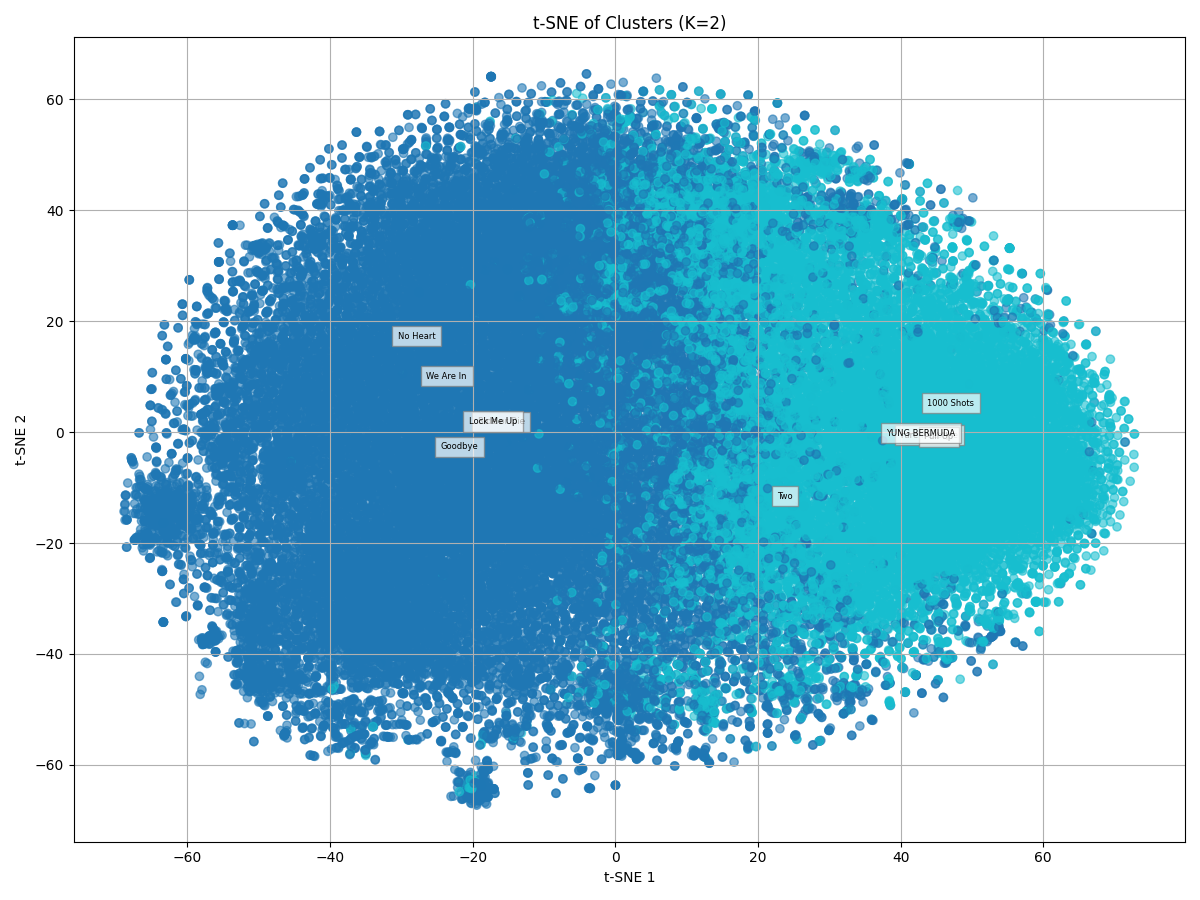 t-SNE of Clusters (K=2)
t-SNE 2
60
40
20
0
−20
−40
−60
No Heart
We Are In
Lock Me Up
Goodbye
1000 Shots
YUNG BERMUDA
Two
−60
−40
−20
0
20
40
60
t-SNE 1